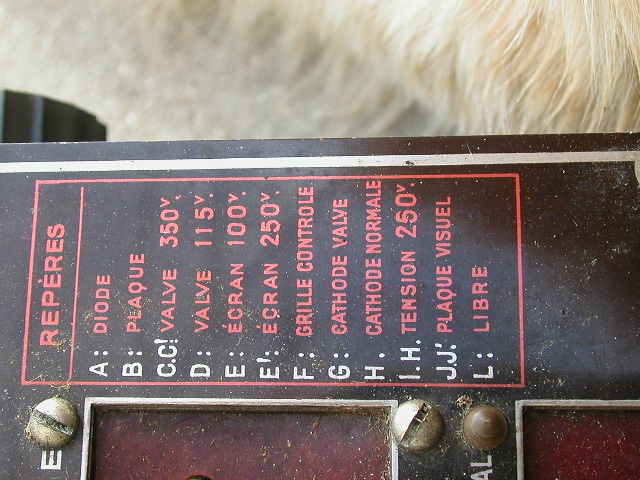 REPÈRES
A: DIODE
B: PLAQUE
C.C! VALVE 350V.
D: VALVE 115V.
E: ÉCRAN 100V.
E'. ÉCRAN 250V.
F: GRILLE CONTROLE
G: CATHODE VALVE
H. CATHODE NORMALE
I.H. TENSION 250V.
J.J.' PLAQUE VISUEL
L: LIBRE
E
AL